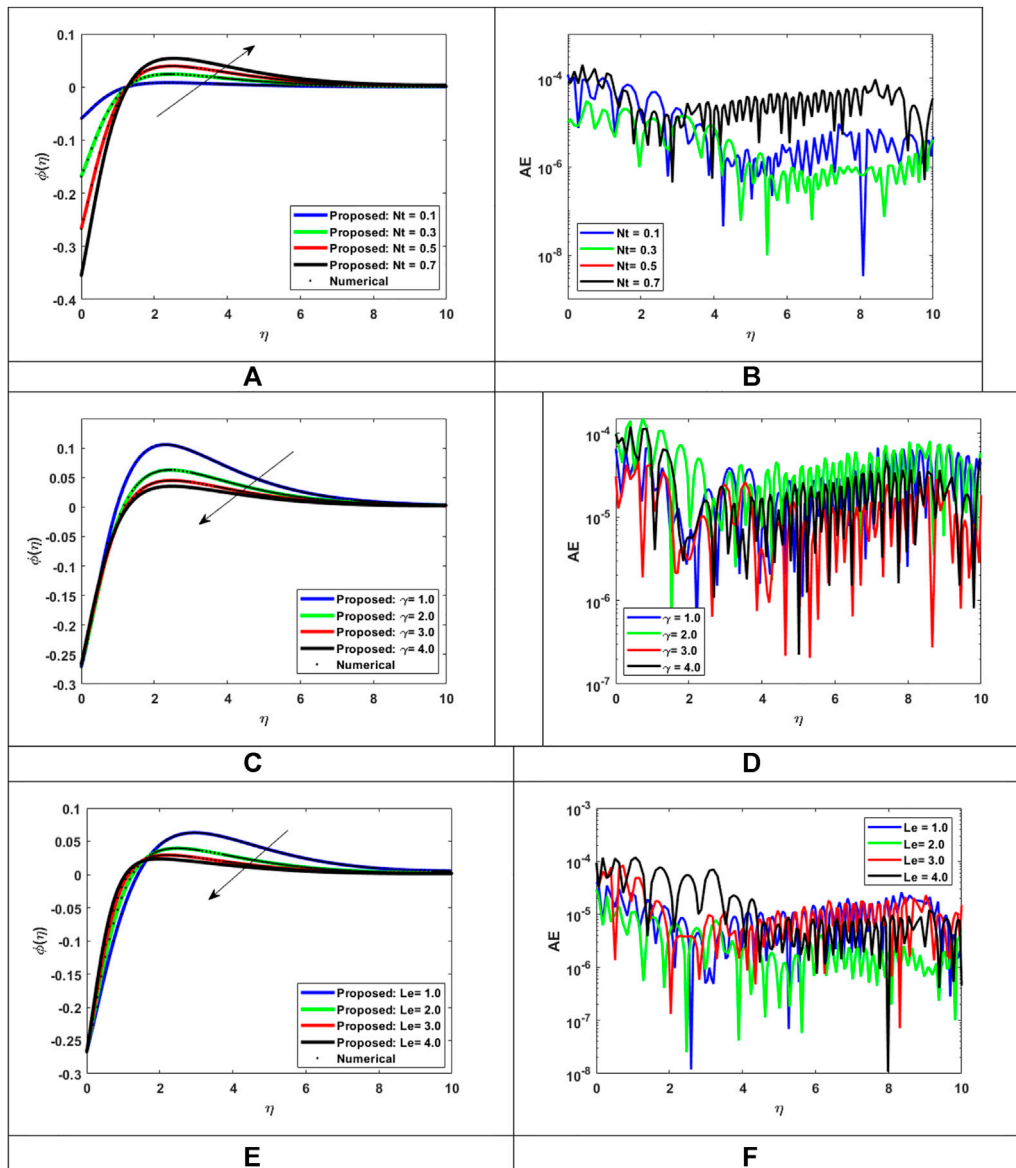 0.1
0
-0.1
-0.2
-0.3
-0.4
ϕ(η)
0 2 4 6 8 10
η
Proposed: Nt = 0.1
Proposed: Nt = 0.3
Proposed: Nt = 0.5
Proposed: Nt = 0.7
Numerical
A
10⁻⁴
10⁻⁶
10⁻⁸
AE
0 2 4 6 8 10
η
Nt = 0.1
Nt= 0.3
Nt= 0.5
Nt= 0.7
B
0.1
0.05
0
-0.05
-0.1
-0.15
-0.2
-0.25
-0.3
ϕ(η)
0 2 4 6 8 10
η
Proposed: γ= 1.0
Proposed: γ= 2.0
Proposed: γ= 3.0
Proposed: γ= 4.0
Numerical
C
10⁻⁴
10⁻⁵
10⁻⁶
10⁻⁷
AE
0 2 4 6 8 10
η
γ = 1.0
γ = 2.0
γ = 3.0
γ = 4.0
D
0.1
0.05
0
-0.05
-0.1
-0.15
-0.2
-0.25
-0.3
ϕ(η)
0 2 4 6 8 10
η
Proposed: Le= 1.0
Proposed: Le= 2.0
Proposed: Le= 3.0
Proposed: Le= 4.0
Numerical
E
10⁻³
10⁻⁴
10⁻⁵
10⁻⁶
10⁻⁷
10⁻⁸
AE
0 2 4 6 8 10
η
Le = 1.0
Le= 2.0
Le= 3.0
Le= 4.0
F